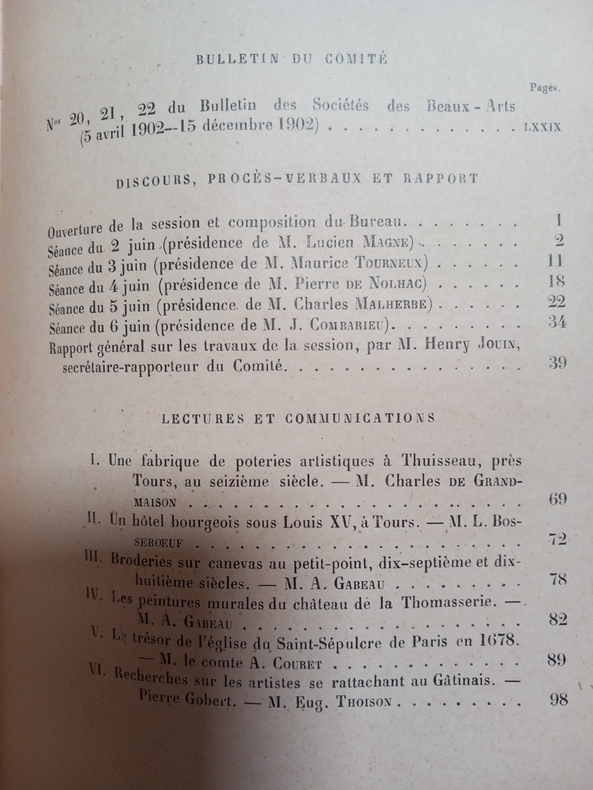 BULLETIN DU COMITÉ
Pages.
Nos 20, 21, 22 du Bulletin des Sociétés des Beaux-Arts
(5 avril 1902--15 décembre 1902) . . . . . . . . . . . . . LXXIX
DISCOURS, PROCÈS-VERBAUX ET RAPPORT
Ouverture de la session et composition du Bureau. . . . . . . . 1
Séance du 2 juin (présidence de M. Lucien MAGNE) . . . . . . . 2
Séance du 3 juin (présidence de M. Maurice TOURNEUX) . . . . . . 11
Séance du 4 juin (présidence de M. Pierre DE NOLHAC) . . . . . . 18
Séance du 5 juin (présidence de M. Charles MALHERBE) . . . . . . 22
Séance du 6 juin (présidence de M. J. COMBARIEU). . . . . . . . 34
Rapport général sur les travaux de la session, par M. Henry JOUIN,
secrétaire-rapporteur du Comité. . . . . . . . . . . . . . . 39
LECTURES ET COMMUNICATIONS
I. Une fabrique de poteries artistiques à Thuisseau, près
Tours, au seizième siècle. — M. Charles DE GRAND-
MAISON . . . . . . . . . . . . . . . . . . . . 69
II. Un hôtel bourgeois sous Louis XV, à Tours. — M. L. BOS-
SEBOEUF . . . . . . . . . . . . . . . . . . . 72
III. Broderies sur canevas au petit-point, dix-septième et dix-
huitième siècles. — M. A. GABEAU . . . . . . . . 78
IV. Les peintures murales du château de la Thomasserie. —
M. A. GABEAU . . . . . . . . . . . . . . . . . 82
V. Le trésor de l'église du Saint-Sépulcre de Paris en 1678.
— M. le comte A. COURET . . . . . . . . . . . . 89
VI. Recherches sur les artistes se rattachant au Gâtinais. —
Pierre Gobert. — M. Eug. THOISON . . . . . . . . 98